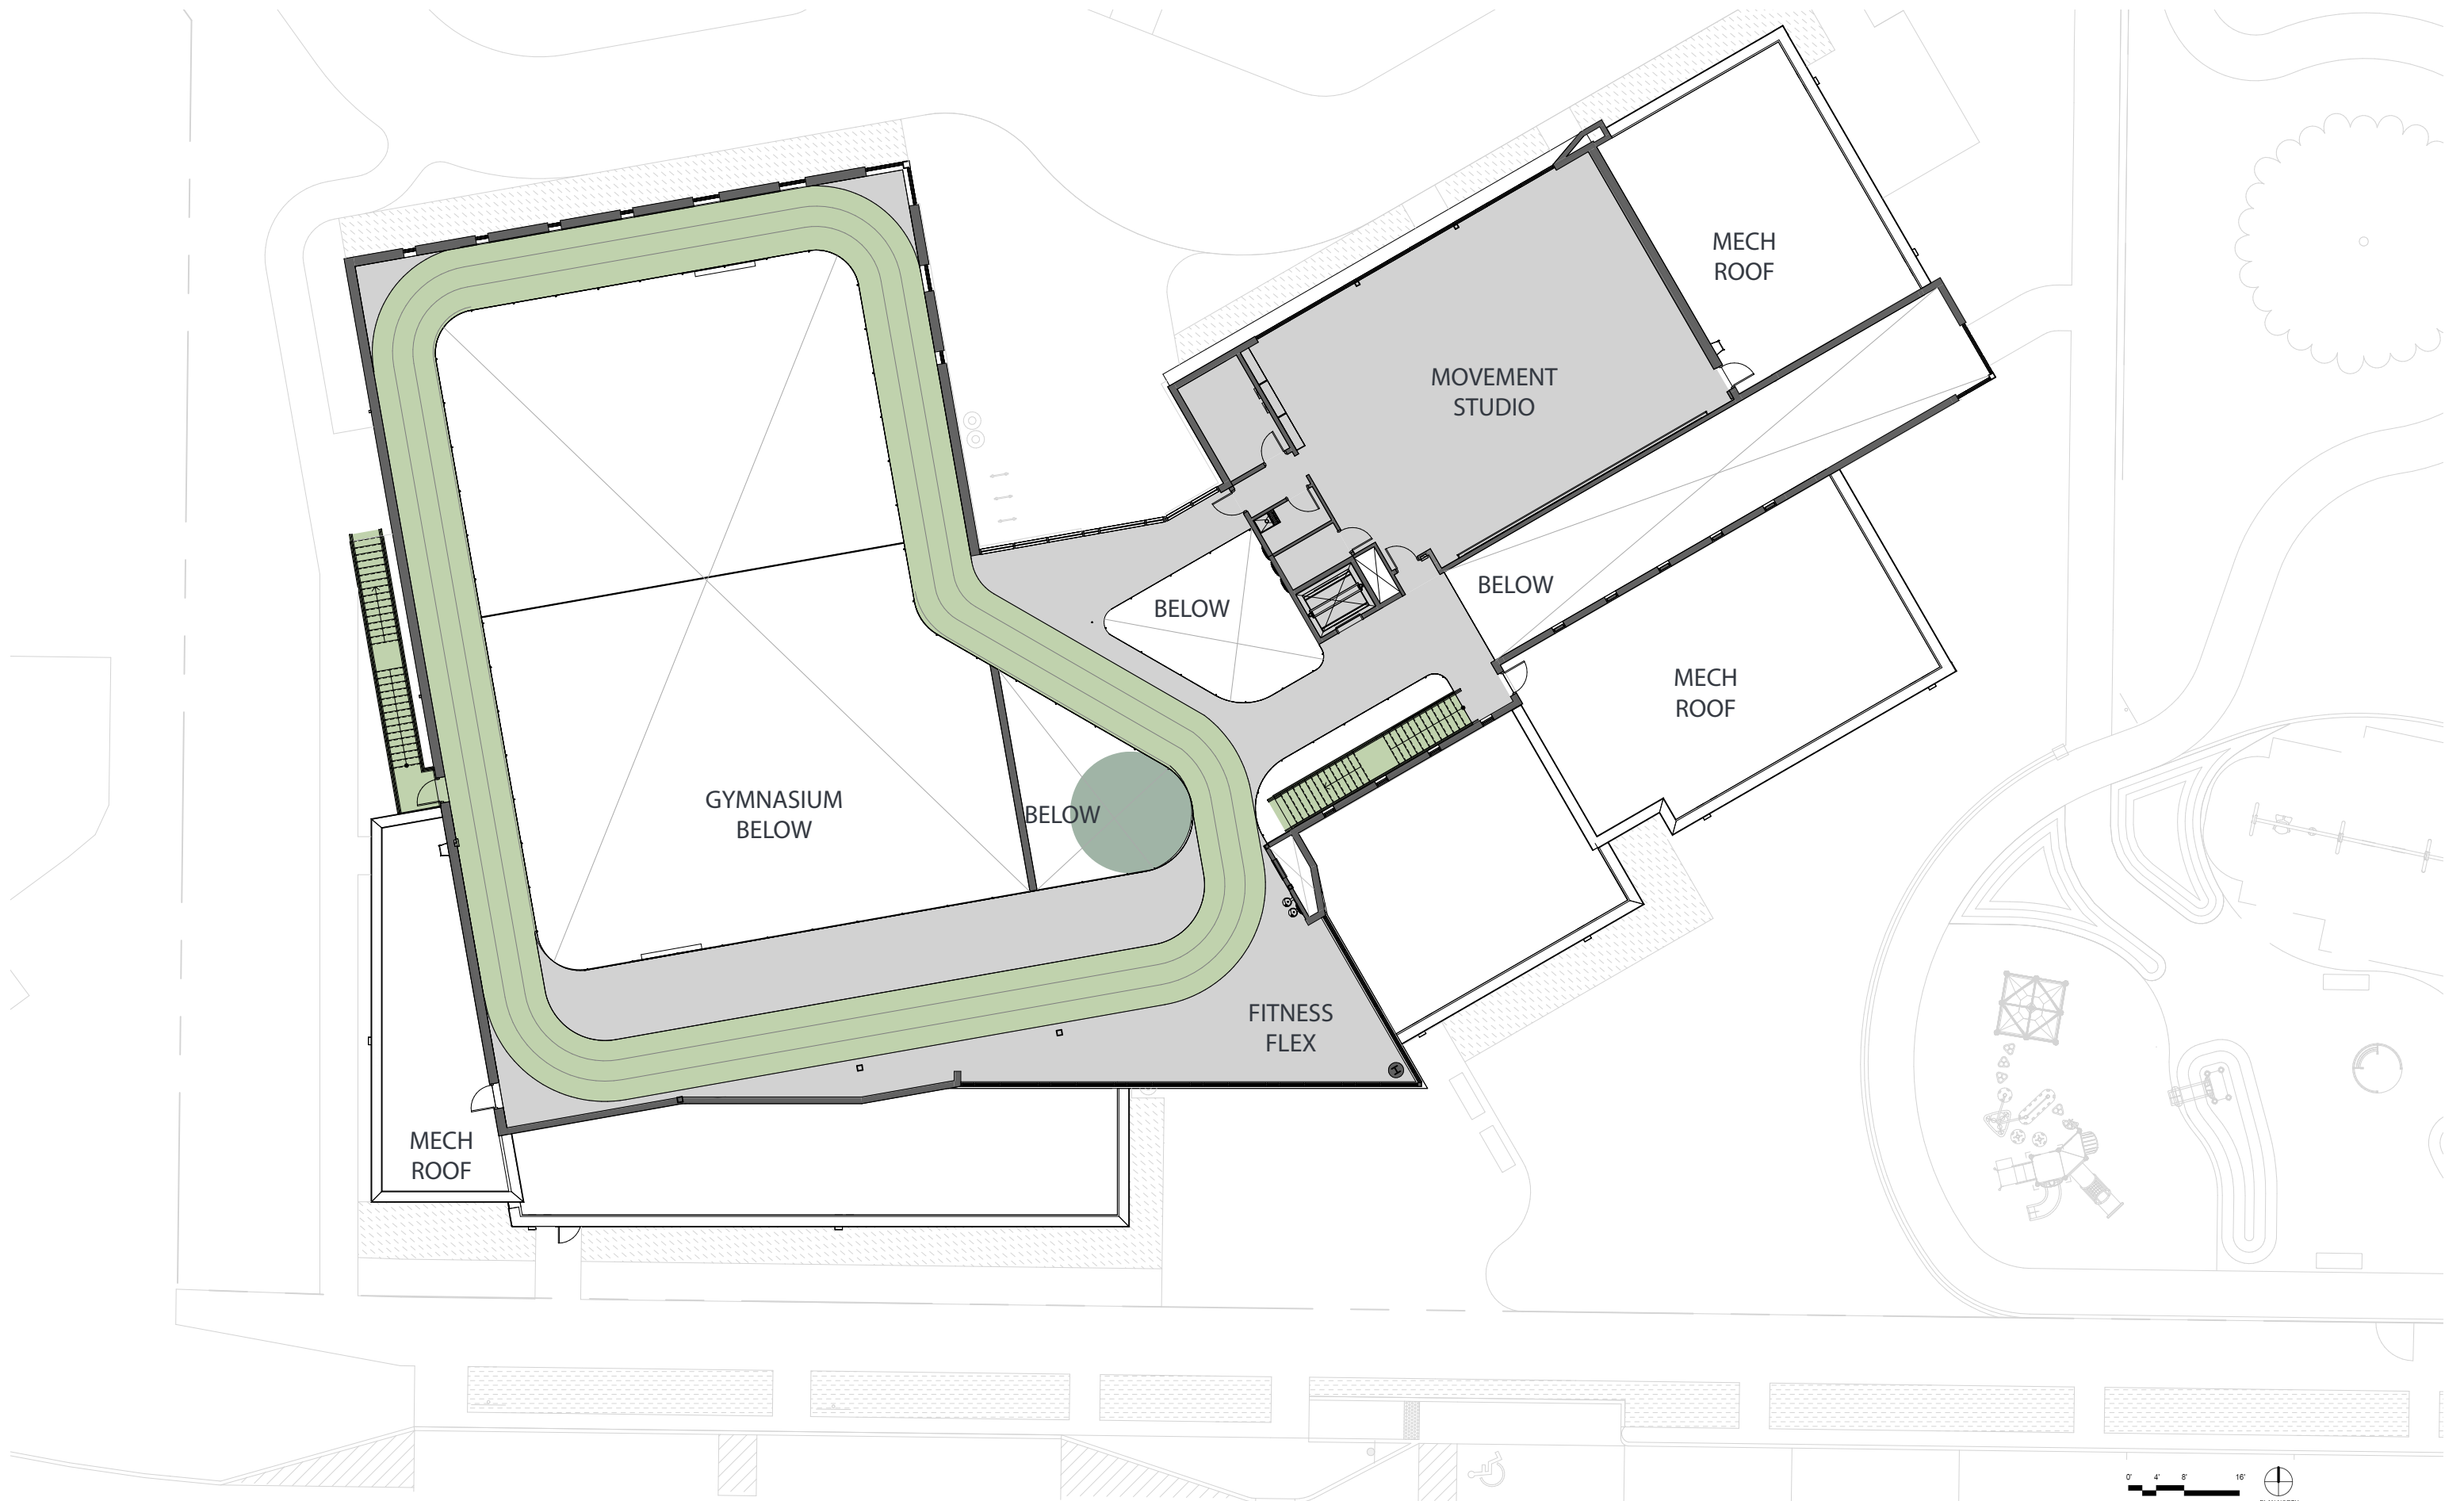 MECH
ROOF
MOVEMENT
STUDIO
BELOW
BELOW
MECH
ROOF
GYMNASIUM
BELOW
BELOW
FITNESS
FLEX
MECH
ROOF
0' 4' 8' 16'